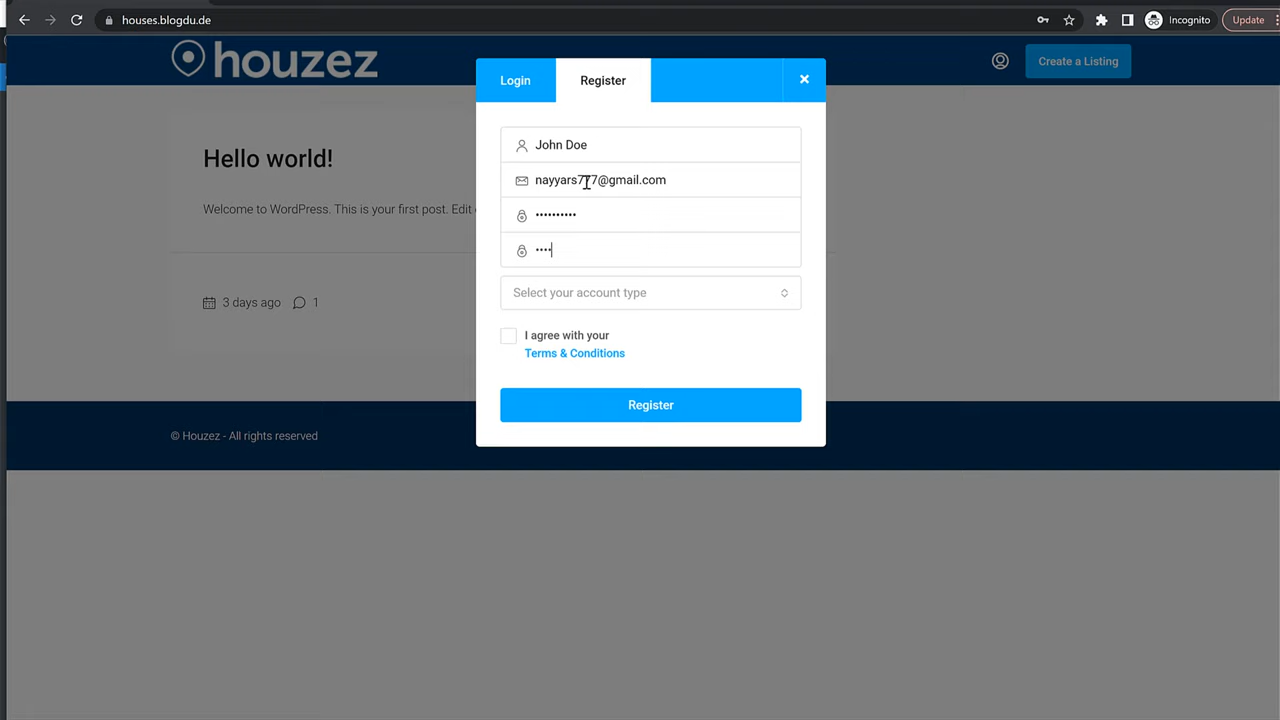 houses.blogdu.de
Incognito
Update
houzez
Create a Listing
Login
Register
John Doe
nayyars777@gmail.com
••••••••••
••••
Select your account type
I agree with your
Terms & Conditions
Register
Hello world!
Welcome to WordPress. This is your first post. Edit
3 days ago
1
© Houzez - All rights reserved